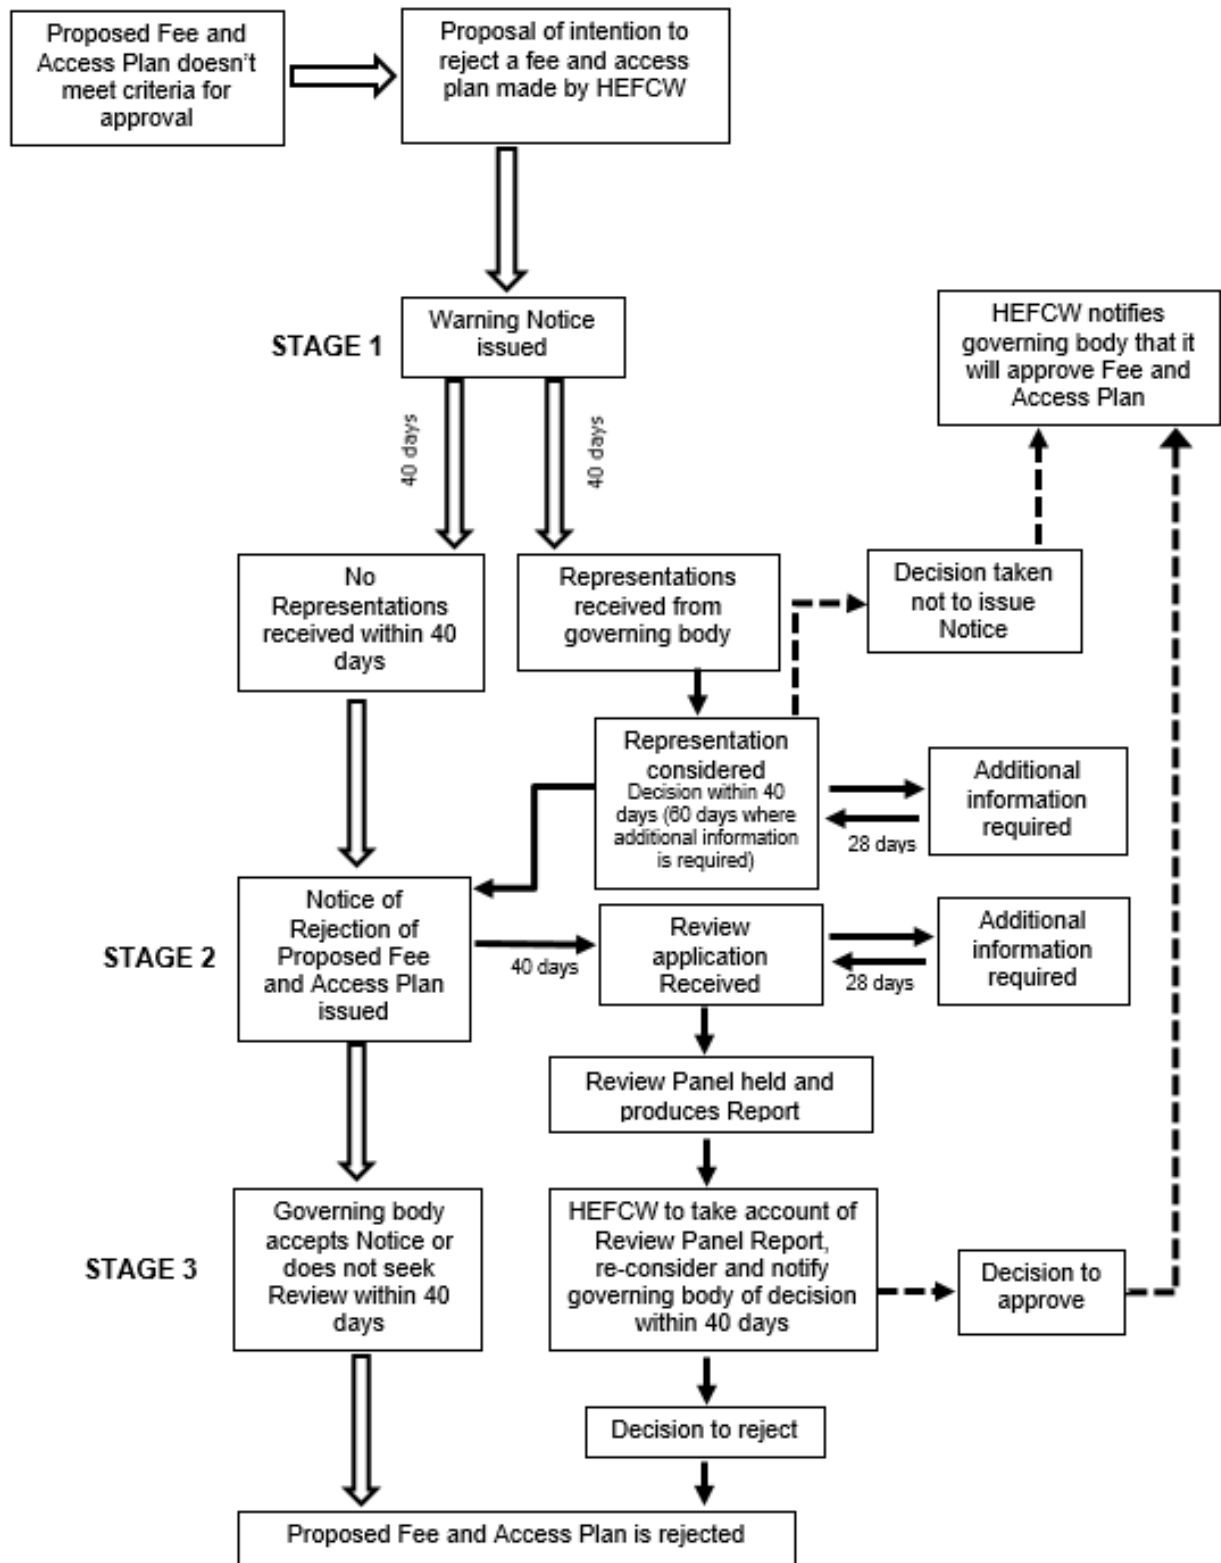 Proposed Fee and
Access Plan doesn't
meet criteria for
approval
Proposal of intention to
reject a fee and access
plan made by HEFCW
STAGE 1
Warning Notice
issued
HEFCW notifies
governing body that it
will approve Fee and
Access Plan
40 days
40 days
No
Representations
received within 40
days
Representations
received from
governing body
Decision taken
not to issue
Notice
Representation
considered
Decision within 40
days (60 days where
additional information
is required)
28 days
Additional
information
required
STAGE 2
Notice of
Rejection of
Proposed Fee
and Access Plan
issued
40 days
Review
application
Received
28 days
Additional
information
required
Review Panel held and
produces Report
STAGE 3
Governing body
accepts Notice or
does not seek
Review within 40
days
HEFCW to take account of
Review Panel Report,
re-consider and notify
governing body of decision
within 40 days
Decision to
approve
Decision to reject
Proposed Fee and Access Plan is rejected